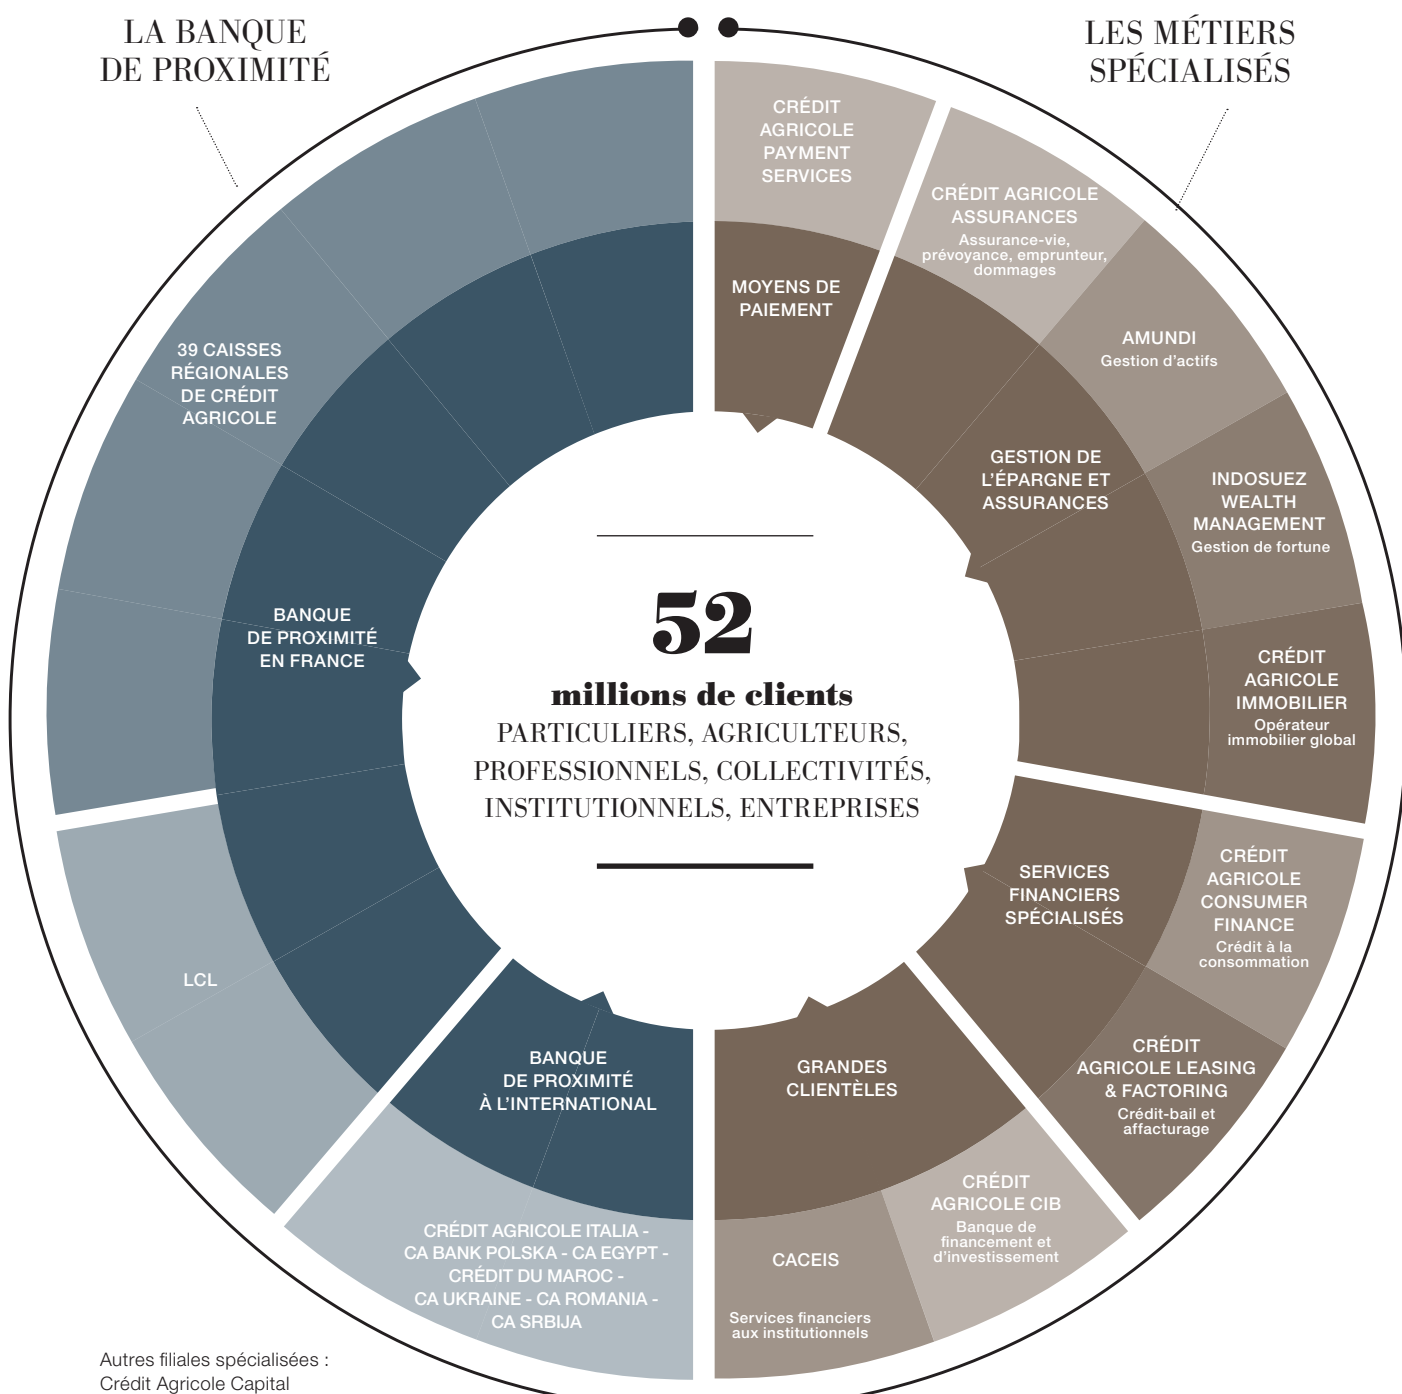 LA BANQUE
DE PROXIMITÉ
LES MÉTIERS
SPÉCIALISÉS
CRÉDIT
AGRICOLE
PAYMENT
SERVICES
MOYENS DE
PAIEMENT
CRÉDIT AGRICOLE
ASSURANCES
Assurance-vie,
prévoyance, emprunteur,
dommages
AMUNDI
Gestion d'actifs
GESTION DE
L'ÉPARGNE ET
ASSURANCES
INDOSUEZ
WEALTH
MANAGEMENT
Gestion de fortune
CRÉDIT
AGRICOLE
IMMOBILIER
Opérateur
immobilier global
39 CAISSES
RÉGIONALES
DE CRÉDIT
AGRICOLE
BANQUE
DE PROXIMITÉ
EN FRANCE
52
millions de clients
PARTICULIERS, AGRICULTEURS,
PROFESSIONNELS, COLLECTIVITÉS,
INSTITUTIONNELS, ENTREPRISES
SERVICES
FINANCIERS
SPÉCIALISÉS
CRÉDIT
AGRICOLE
CONSUMER
FINANCE
Crédit à la
consommation
CRÉDIT
AGRICOLE LEASING
& FACTORING
Crédit-bail et
affacturage
LCL
BANQUE
DE PROXIMITÉ
À L'INTERNATIONAL
GRANDES
CLIENTÈLES
CRÉDIT
AGRICOLE CIB
Banque de
financement et
d'investissement
CACEIS
Services financiers
aux institutionnels
CRÉDIT AGRICOLE ITALIA -
CA BANK POLSKA - CA EGYPT -
CRÉDIT DU MAROC -
CA UKRAINE - CA ROMANIA -
CA SRBIJA
Autres filiales spécialisées :
Crédit Agricole Capital